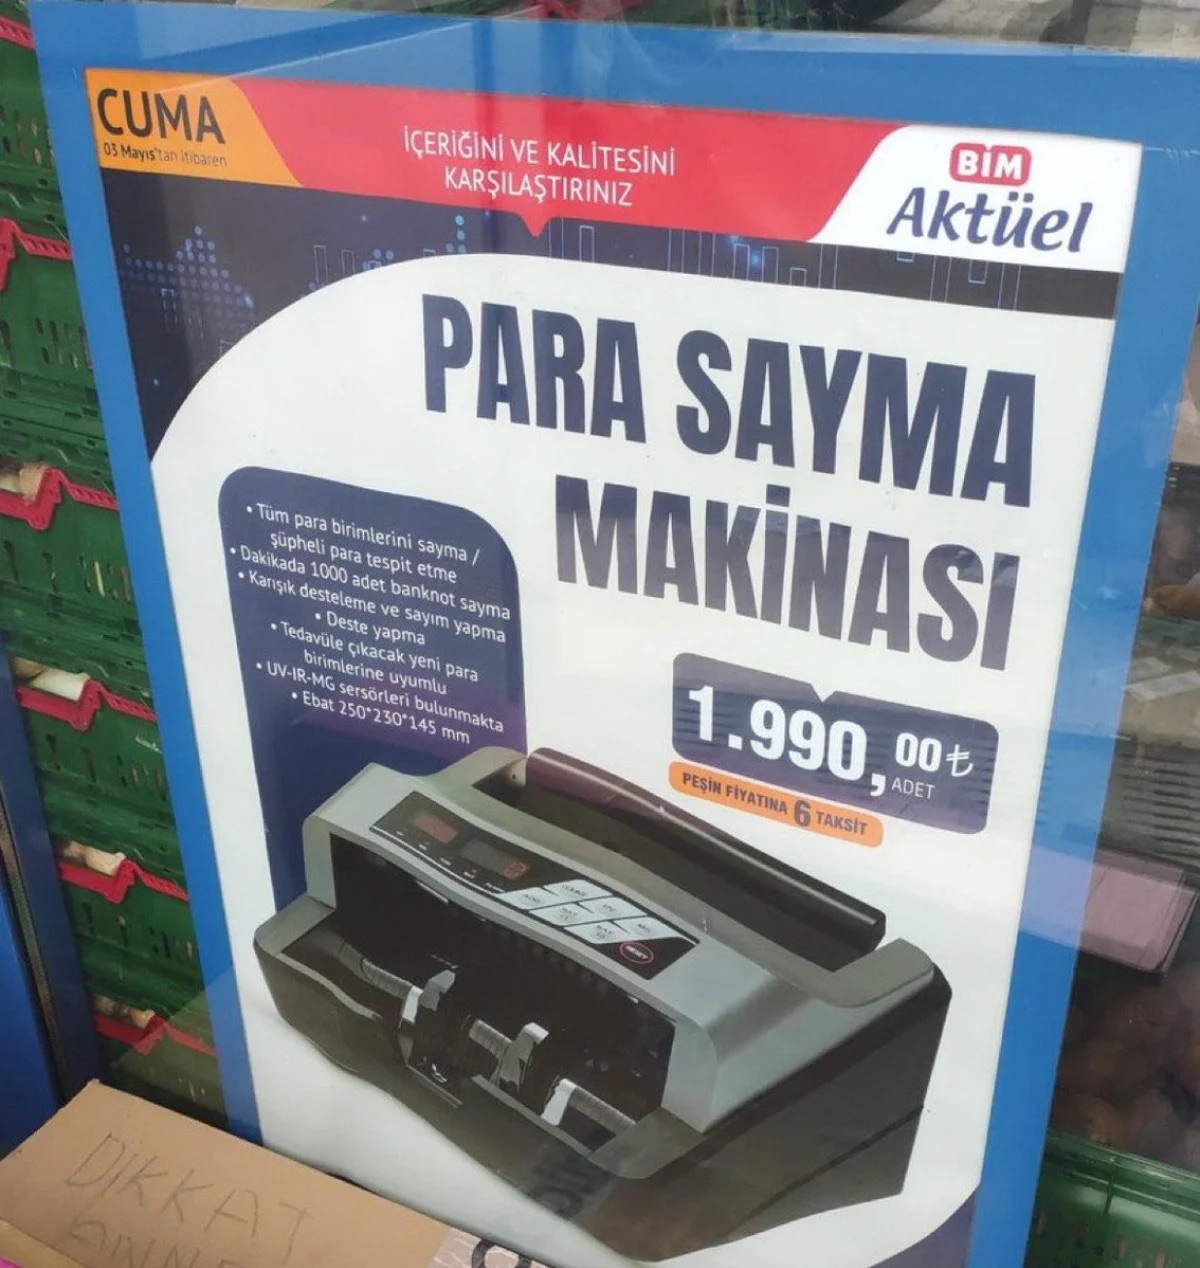 CUMA
03 Mayıs'tan itibaren
İÇERİĞİNİ VE KALİTESİNİ
KARŞILAŞTIRINIZ
BİM
Aktüel
PARA SAYMA
MAKİNASI
• Tüm para birimlerini sayma /
şüpheli para tespit etme
• Dakikada 1000 adet banknot sayma
• Karışık desteleme ve sayım yapma
• Deste yapma
• Tedavüle çıkacak yeni para
birimlerine uyumlu
• UV-IR-MG sersörleri bulunmakta
• Ebat 250*230*145 mm
1.990,00₺
ADET
PEŞİN FİYATINA 6 TAKSİT
RESET
DİKKAT